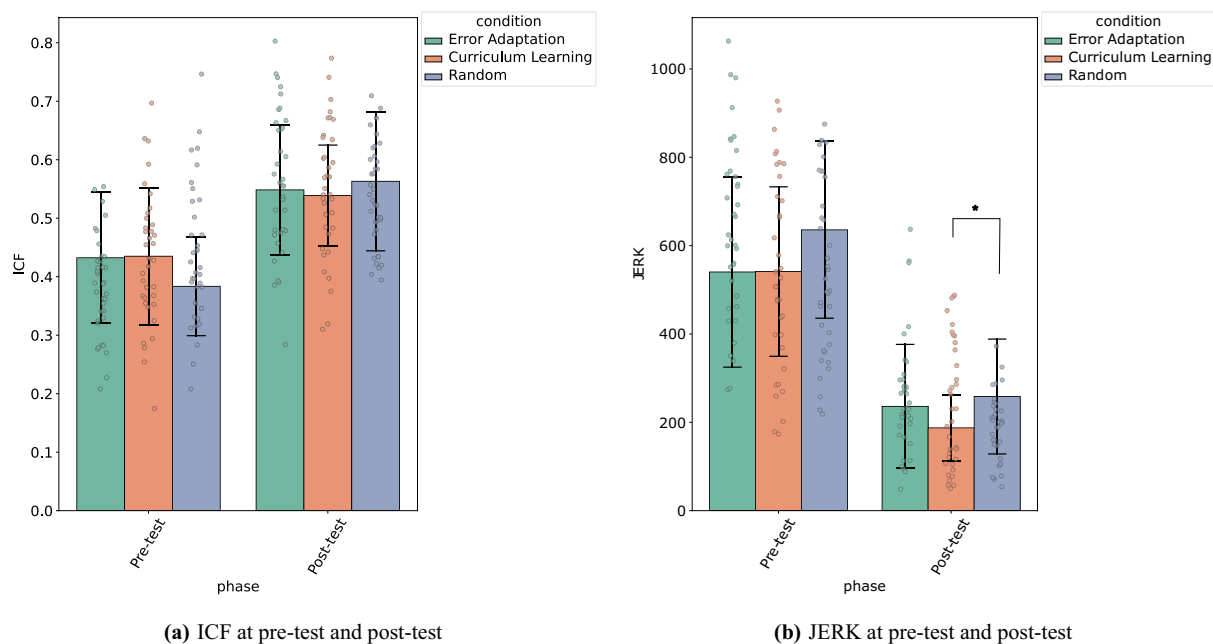 condition
Error Adaptation
Curriculum Learning
Random
0.8
0.7
0.6
0.5
0.4
0.3
0.2
0.1
0.0
ICF
Pre-test
Post-test
phase
(a) ICF at pre-test and post-test
condition
Error Adaptation
Curriculum Learning
Random
1000
800
600
400
200
0
JERK
*
Pre-test
Post-test
phase
(b) JERK at pre-test and post-test